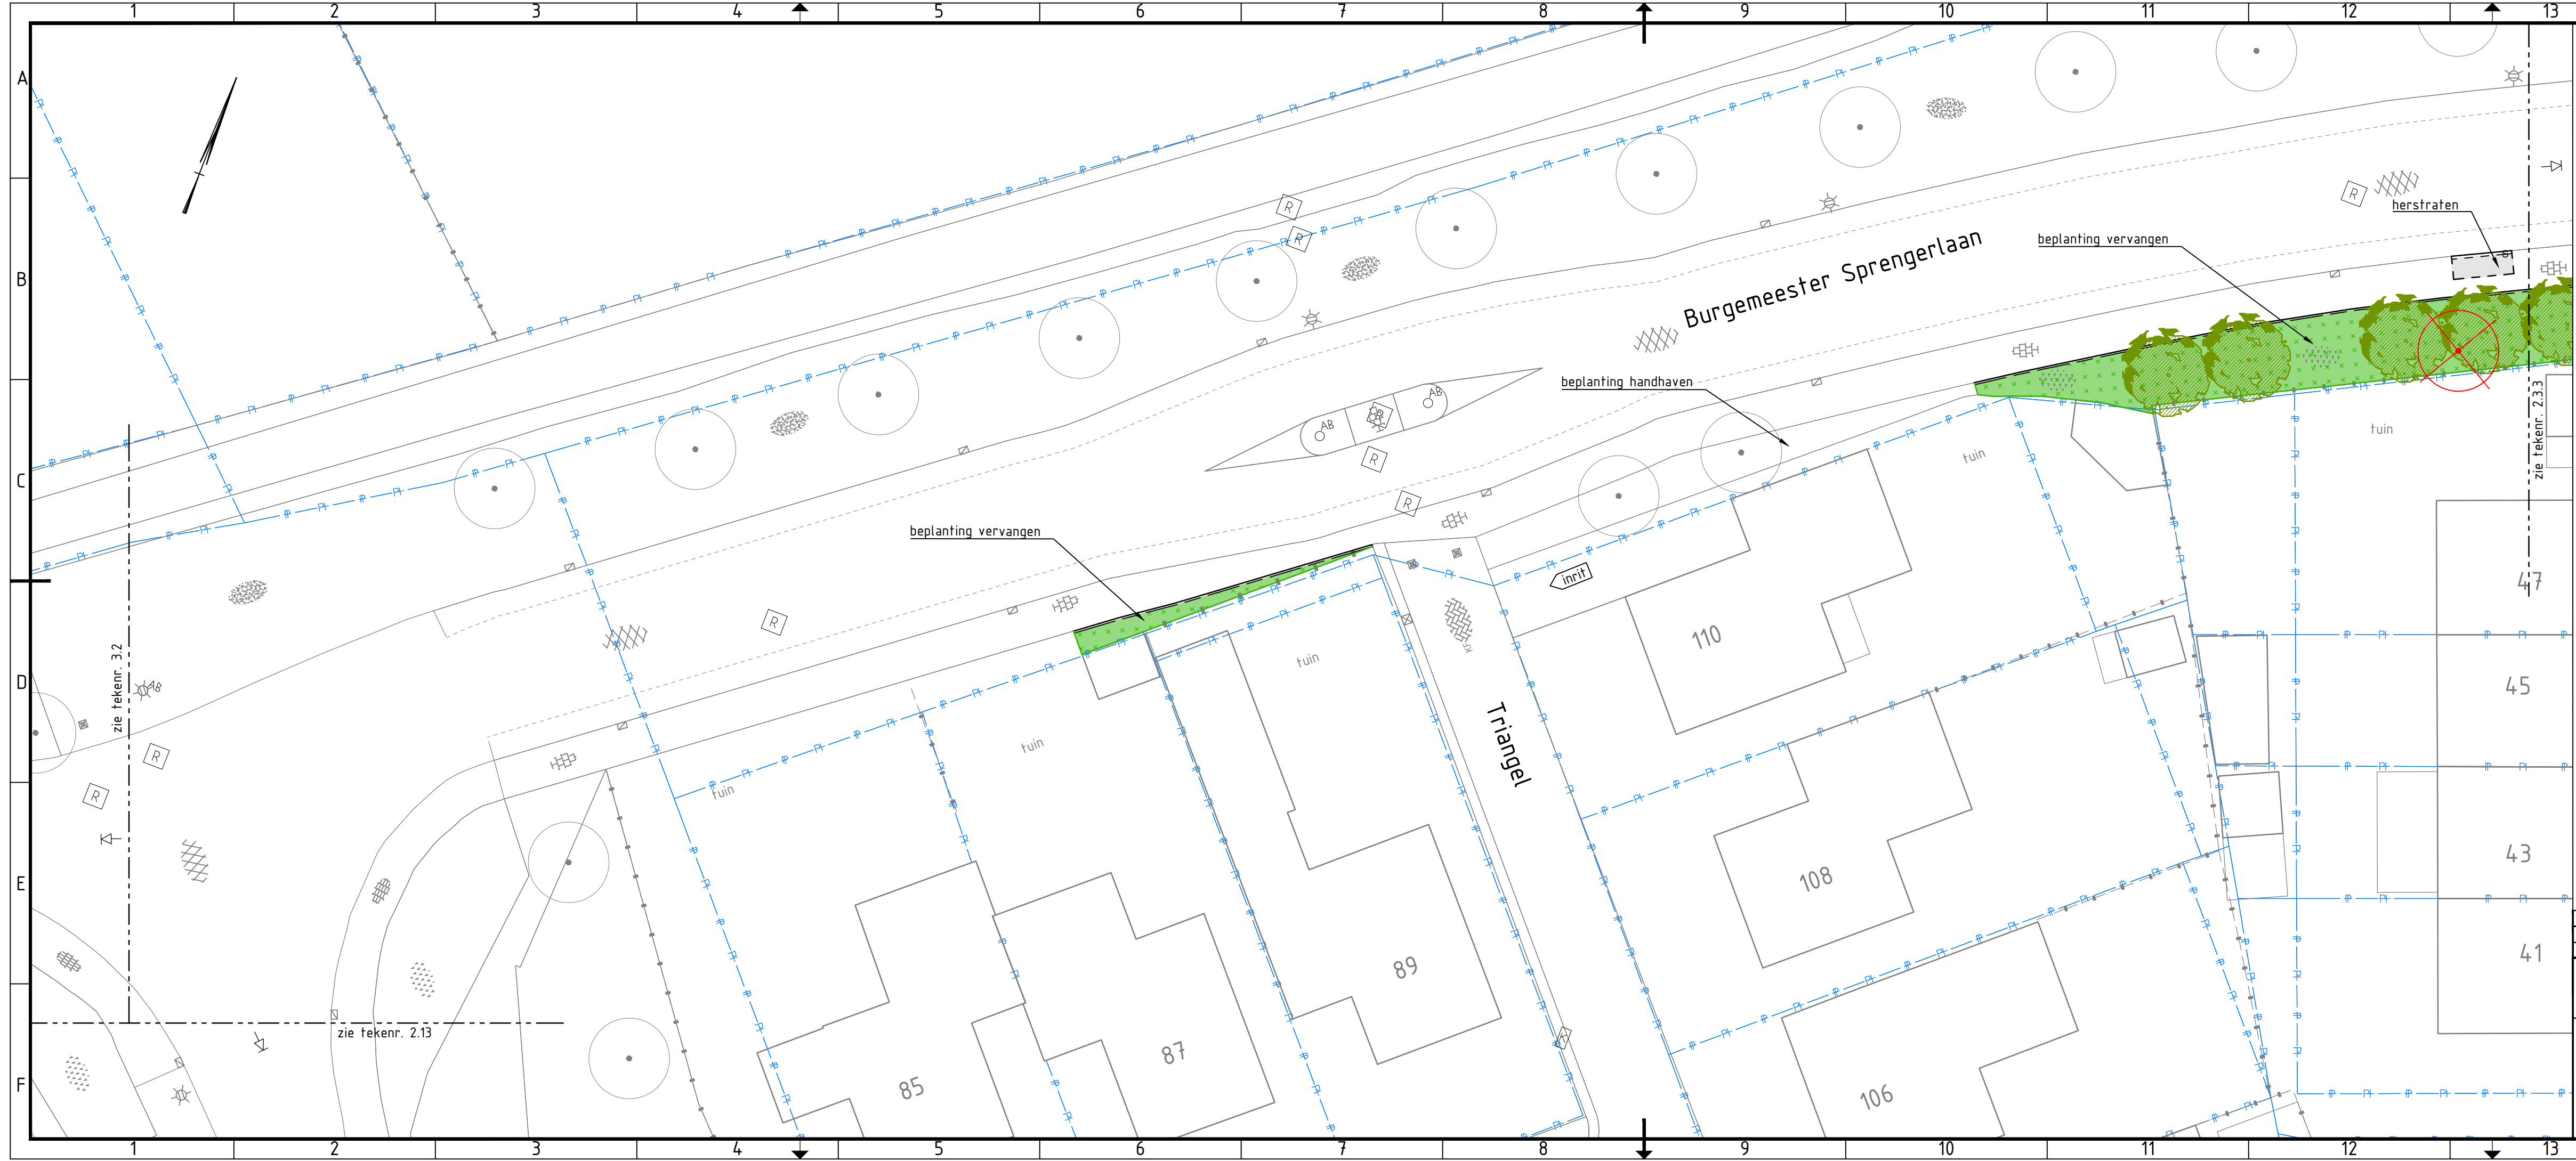 1 2 3 4 5 6 7 8 9 10 11 12 13
A
B
C
D
E
F
R
R
R
herstraten
beplanting vervangen
Burgemeester Sprengerlaan
beplanting handhaven
AB
AB
R
R
R
zie tekenr. 2.3.3
tuin
tuin
beplanting vervangen
inrit
47
R
KFK
110
tuin
zie tekenr. 3.2
AB
45
Triangel
tuin
R
R
tuin
43
108
41
89
zie tekenr. 2.13
K
87
85
106
1 2 3 4 5 6 7 8 9 10 11 12 13